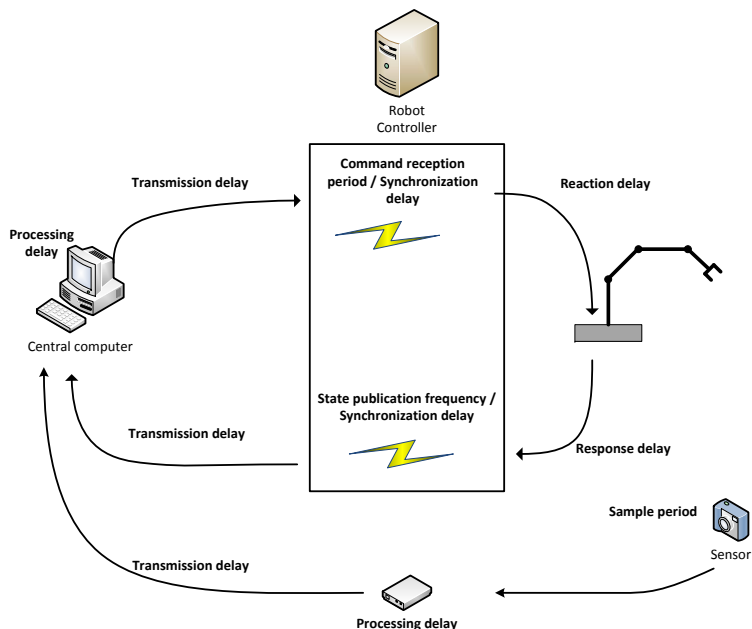 Robot
Controller
Command reception
period / Synchronization
delay
Transmission delay
Reaction delay
Processing
delay
Central computer
State publication frequency /
Synchronization delay
Transmission delay
Response delay
Sample period
Sensor
Transmission delay
Processing delay